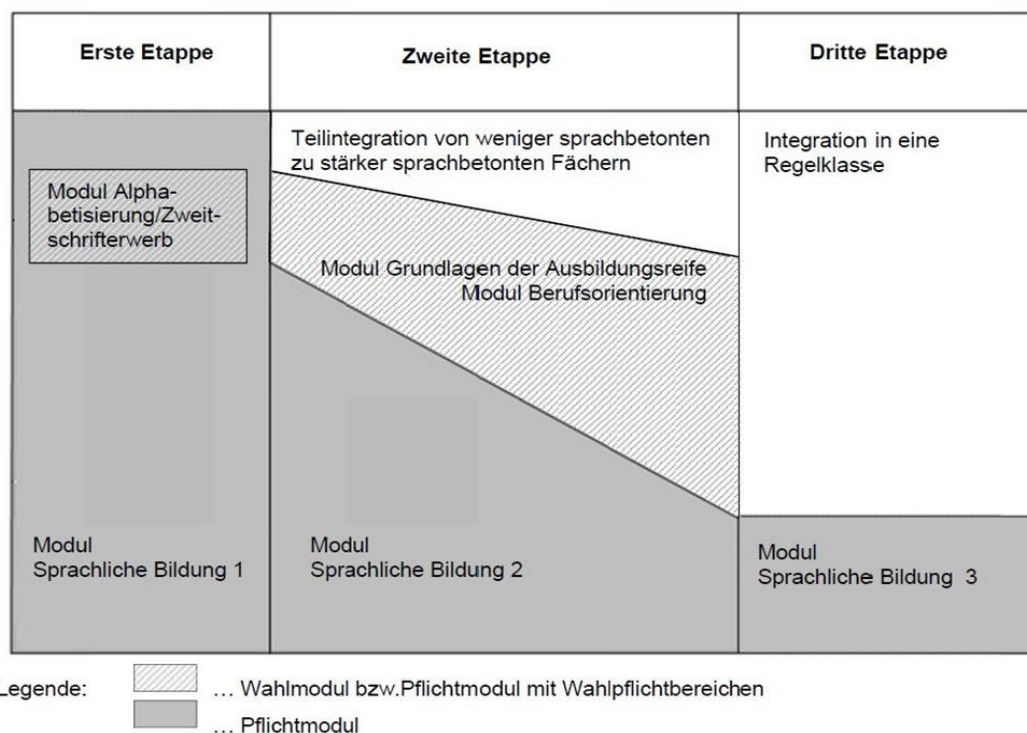 Erste Etappe
Zweite Etappe
Dritte Etappe
Modul Alpha-
betisierung/Zweit-
schrifterwerb
Modul
Sprachliche Bildung 1
Teilintegration von weniger sprachbetonten
zu stärker sprachbetonten Fächern
Modul Grundlagen der Ausbildungsreife
Modul Berufsorientierung
Modul
Sprachliche Bildung 2
Integration in eine
Regelklasse
Modul
Sprachliche Bildung 3
Legende:
... Wahlmodul bzw.Pflichtmodul mit Wahlpflichtbereichen
... Pflichtmodul